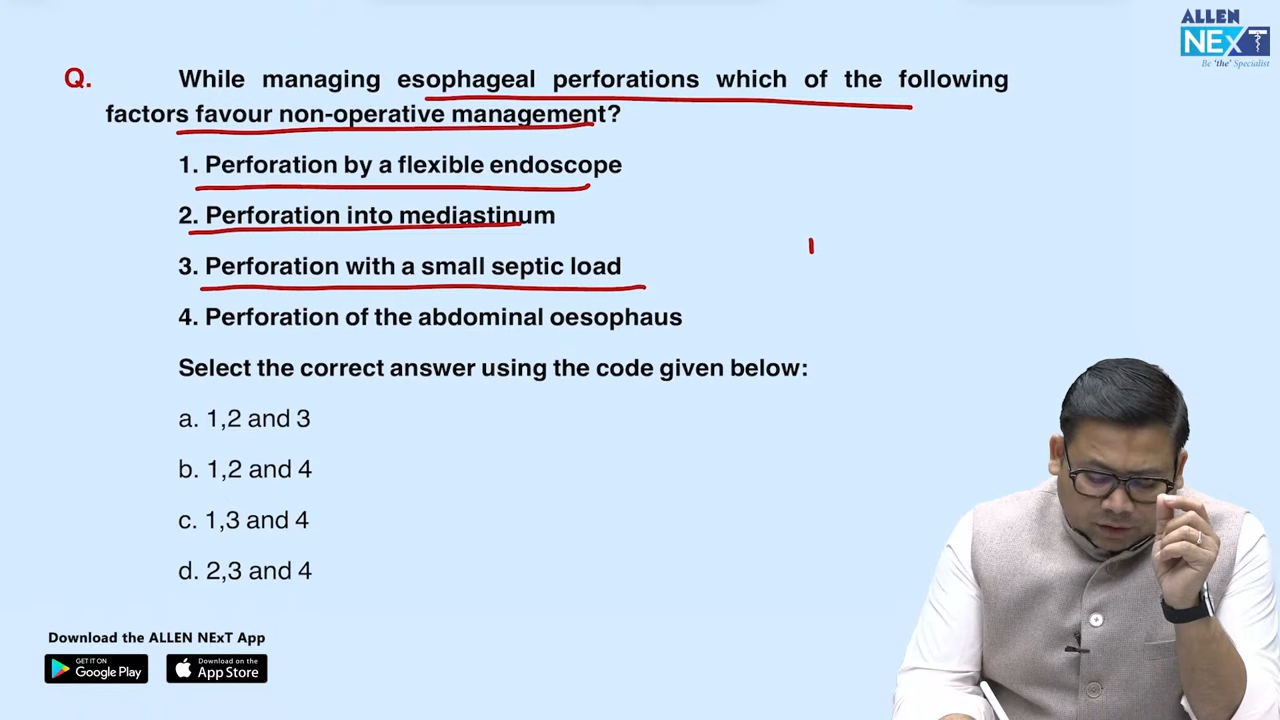 ALLEN
NExT
Be 'the' Specialist
Q. While managing esophageal perforations which of the following
factors favour non-operative management?
1. Perforation by a flexible endoscope
2. Perforation into mediastinum
3. Perforation with a small septic load
4. Perforation of the abdominal oesophaus
Select the correct answer using the code given below:
a. 1,2 and 3
b. 1,2 and 4
c. 1,3 and 4
d. 2,3 and 4
Download the ALLEN NExT App
GET IT ON
Google Play
Download on the
App Store